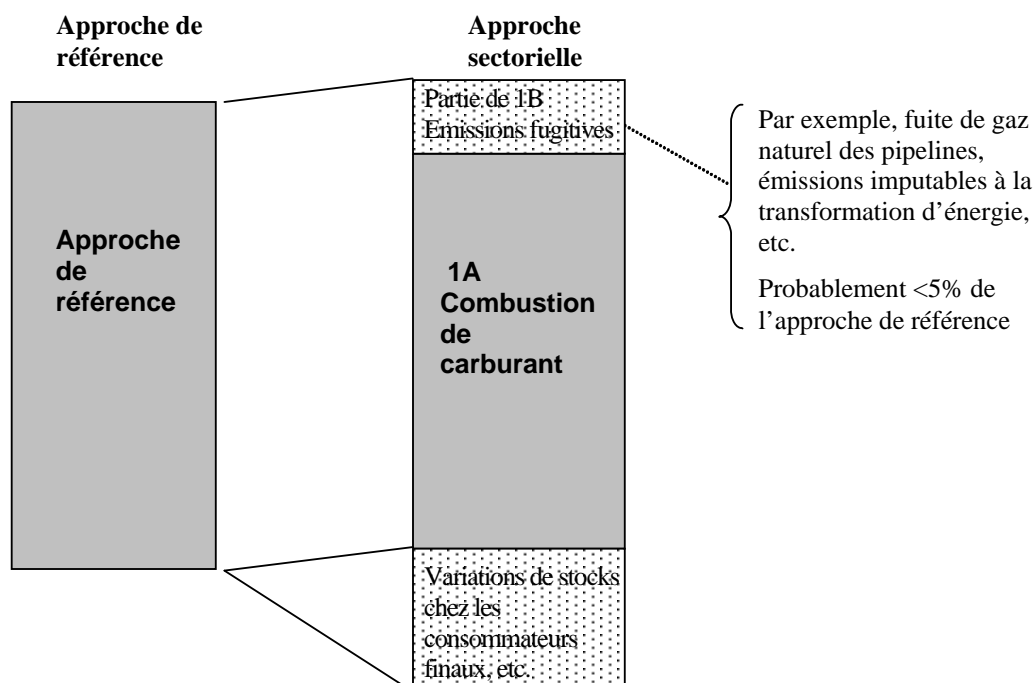 Approche de
référence
Approche
sectorielle
Partie de 1B
Emissions fugitives
Par exemple, fuite de gaz
naturel des pipelines,
émissions imputables à la
transformation d’énergie,
etc.
Probablement <5% de
l’approche de référence
Approche
de
référence
1A
Combustion
de
carburant
Variations de stocks
chez les
consommateurs
finaux, etc.